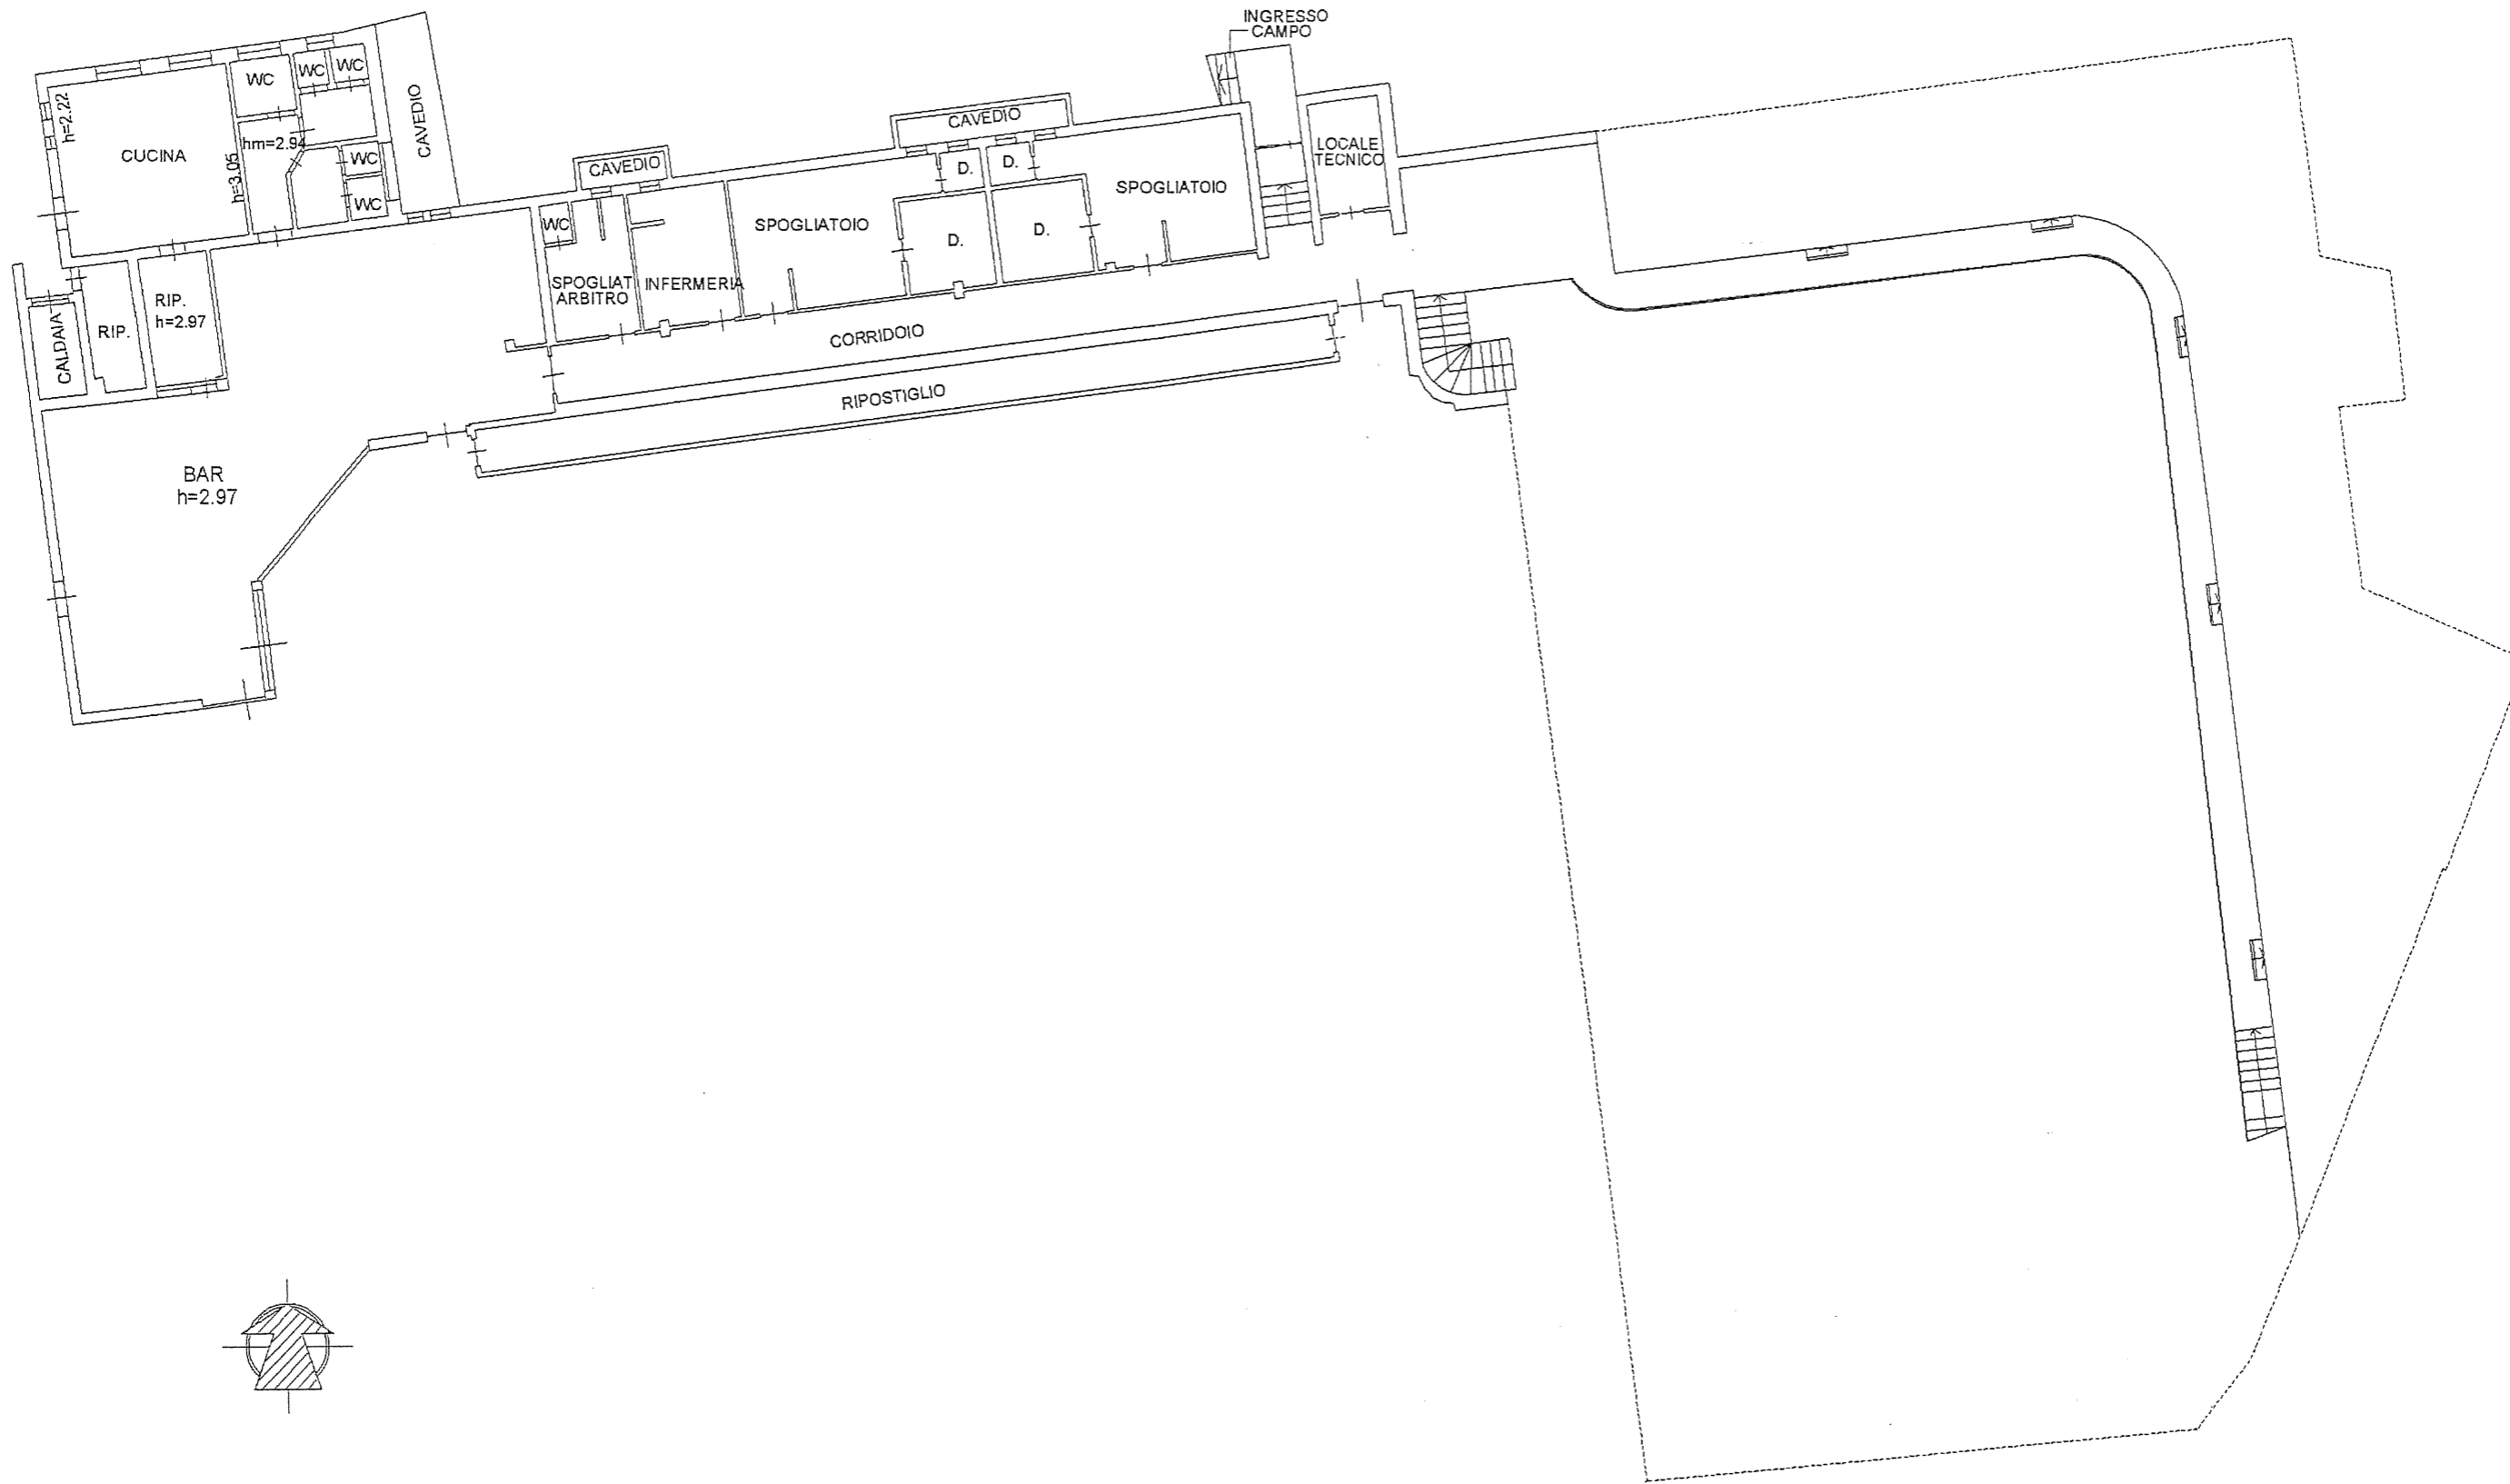 INGRESSO
CAMPO
WC
WC
WC
h=2.22
CUCINA
h=3.05
hm=2.94
WC
WC
CAVEDIO
CAVEDIO
CAVEDIO
D.
D.
SPOGLIATOIO
LOCALE
TECNICO
WC
SPOGLIAT
ARBITRO
INFERMERIA
SPOGLIATOIO
D.
D.
CALDAIA
RIP.
RIP.
h=2.97
CORRIDOIO
RIPOSTIGLIO
BAR
h=2.97